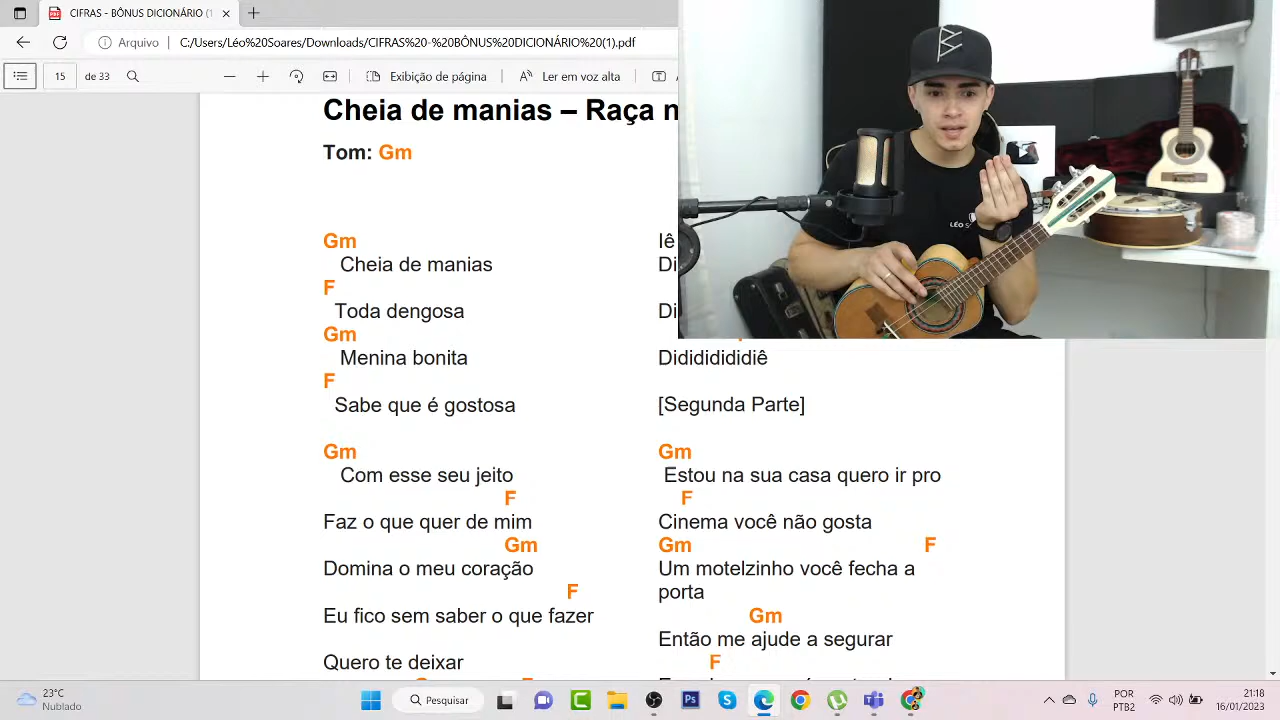 CIFRAS - BÔNUS DICIONÁRIO (1
Arquivo C:/Users/Léo%20Soares/Downloads/CIFRAS%20-%20BÔNUS%20DICIONÁRIO%20(1).pdf
15 de 33 Exibição de página Ler em voz alta
Cheia de manias – Raça
Tom: Gm
Gm
Cheia de manias
F
Toda dengosa
Gm
Menina bonita
F
Sabe que é gostosa
Gm
Com esse seu jeito
F
Faz o que quer de mim
Gm
Domina o meu coração
F
Eu fico sem saber o que fazer
Quero te deixar
Iê
Di
Di
Dididididiê
[Segunda Parte]
Gm
Estou na sua casa quero ir pro
F
Cinema você não gosta
Gm F
Um motelzinho você fecha a
porta
Gm
Então me ajude a segurar
F
LÉO
23°C
Nublado
Pesquisar
POR
PTB2
21:18
16/01/2023